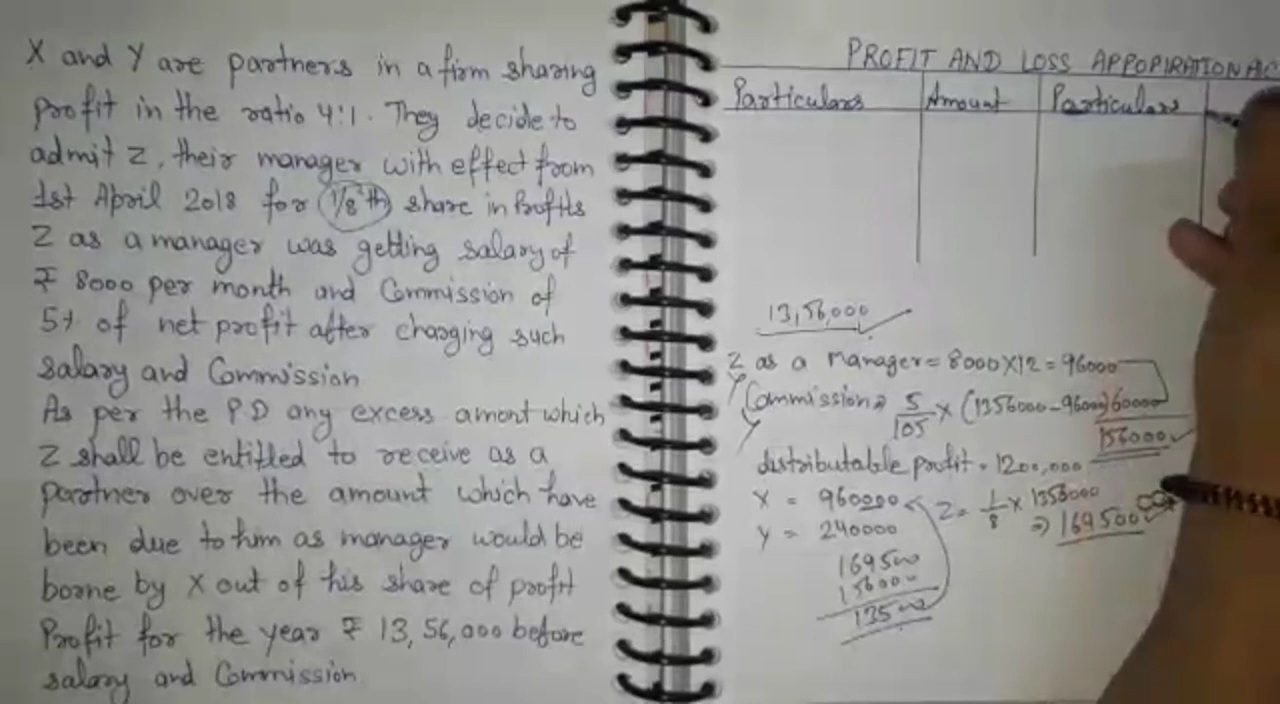 X and Y are partners in a firm sharing
profit in the ratio 4:1. They decide to
admit Z, their manager with effect from
1st April 2018 for 1/8th share in Profits
Z as a manager was getting salary of
₹ 8000 per month and Commission of
5% of net profit after charging such
salary and Commission
As per the P.D any excess amont which
Z shall be entitled to receive as a
partner over the amount which have
been due to him as manager would be
borne by X out of his share of profit
Profit for the year ₹ 13,56,000 before
salary and Commission
PROFIT AND LOSS APPOPIRATION A/C
Particulars Amount Particulars
13,56,000
Z as a manager = 8000X12 = 96000
Commission ⇒ 5/105 × (1356000-96000) 60000
156000
distributable profit = 1200,000
X = 960000
Z = 1/8 × 1356000
Y = 240000
⇒ 169500
169500
156000
13500